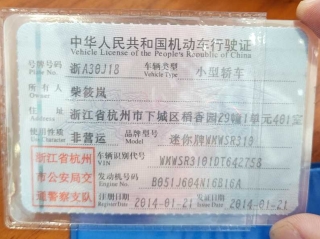 中华人民共和国机动车行驶证
Vehicle License of the People's Republic of China
号牌号码 浙A30J18 车辆类型 小型轿车
Plate No. Vehicle Type
所有人 柴筱岚
Owner
住址 浙江省杭州市下城区稻香园29幢1单元401室
Address
使用性质 非营运 品牌型号 迷你牌WMWSR310
浙江省杭州 车辆识别代号 WMWSR3101DT642758
VIN
市公安局交 发动机号码 B051J604N16B16A
Engine No.
通警察支队 注册日期 2014-01-21 发证日期 2014-01-21
Register Date Issue Date